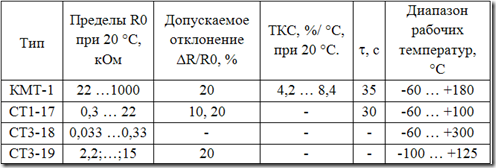 Тип Пределы R0 при 20 °C, кОм Допускаемое отклонение ΔR/R0, % ТКС, %/ °C, при 20 °C. τ, с Диапазон рабочих температур, °C
КМТ-1 22 …1000 20 4,2 … 8,4 35 -60 … +180
СТ1-17 0,3 … 22 10, 20 - 30 -60 … +100
СТ3-18 0,033 …0,33 - - - -60 … +300
СТ3-19 2,2;…;15 20 - - -100 … +125